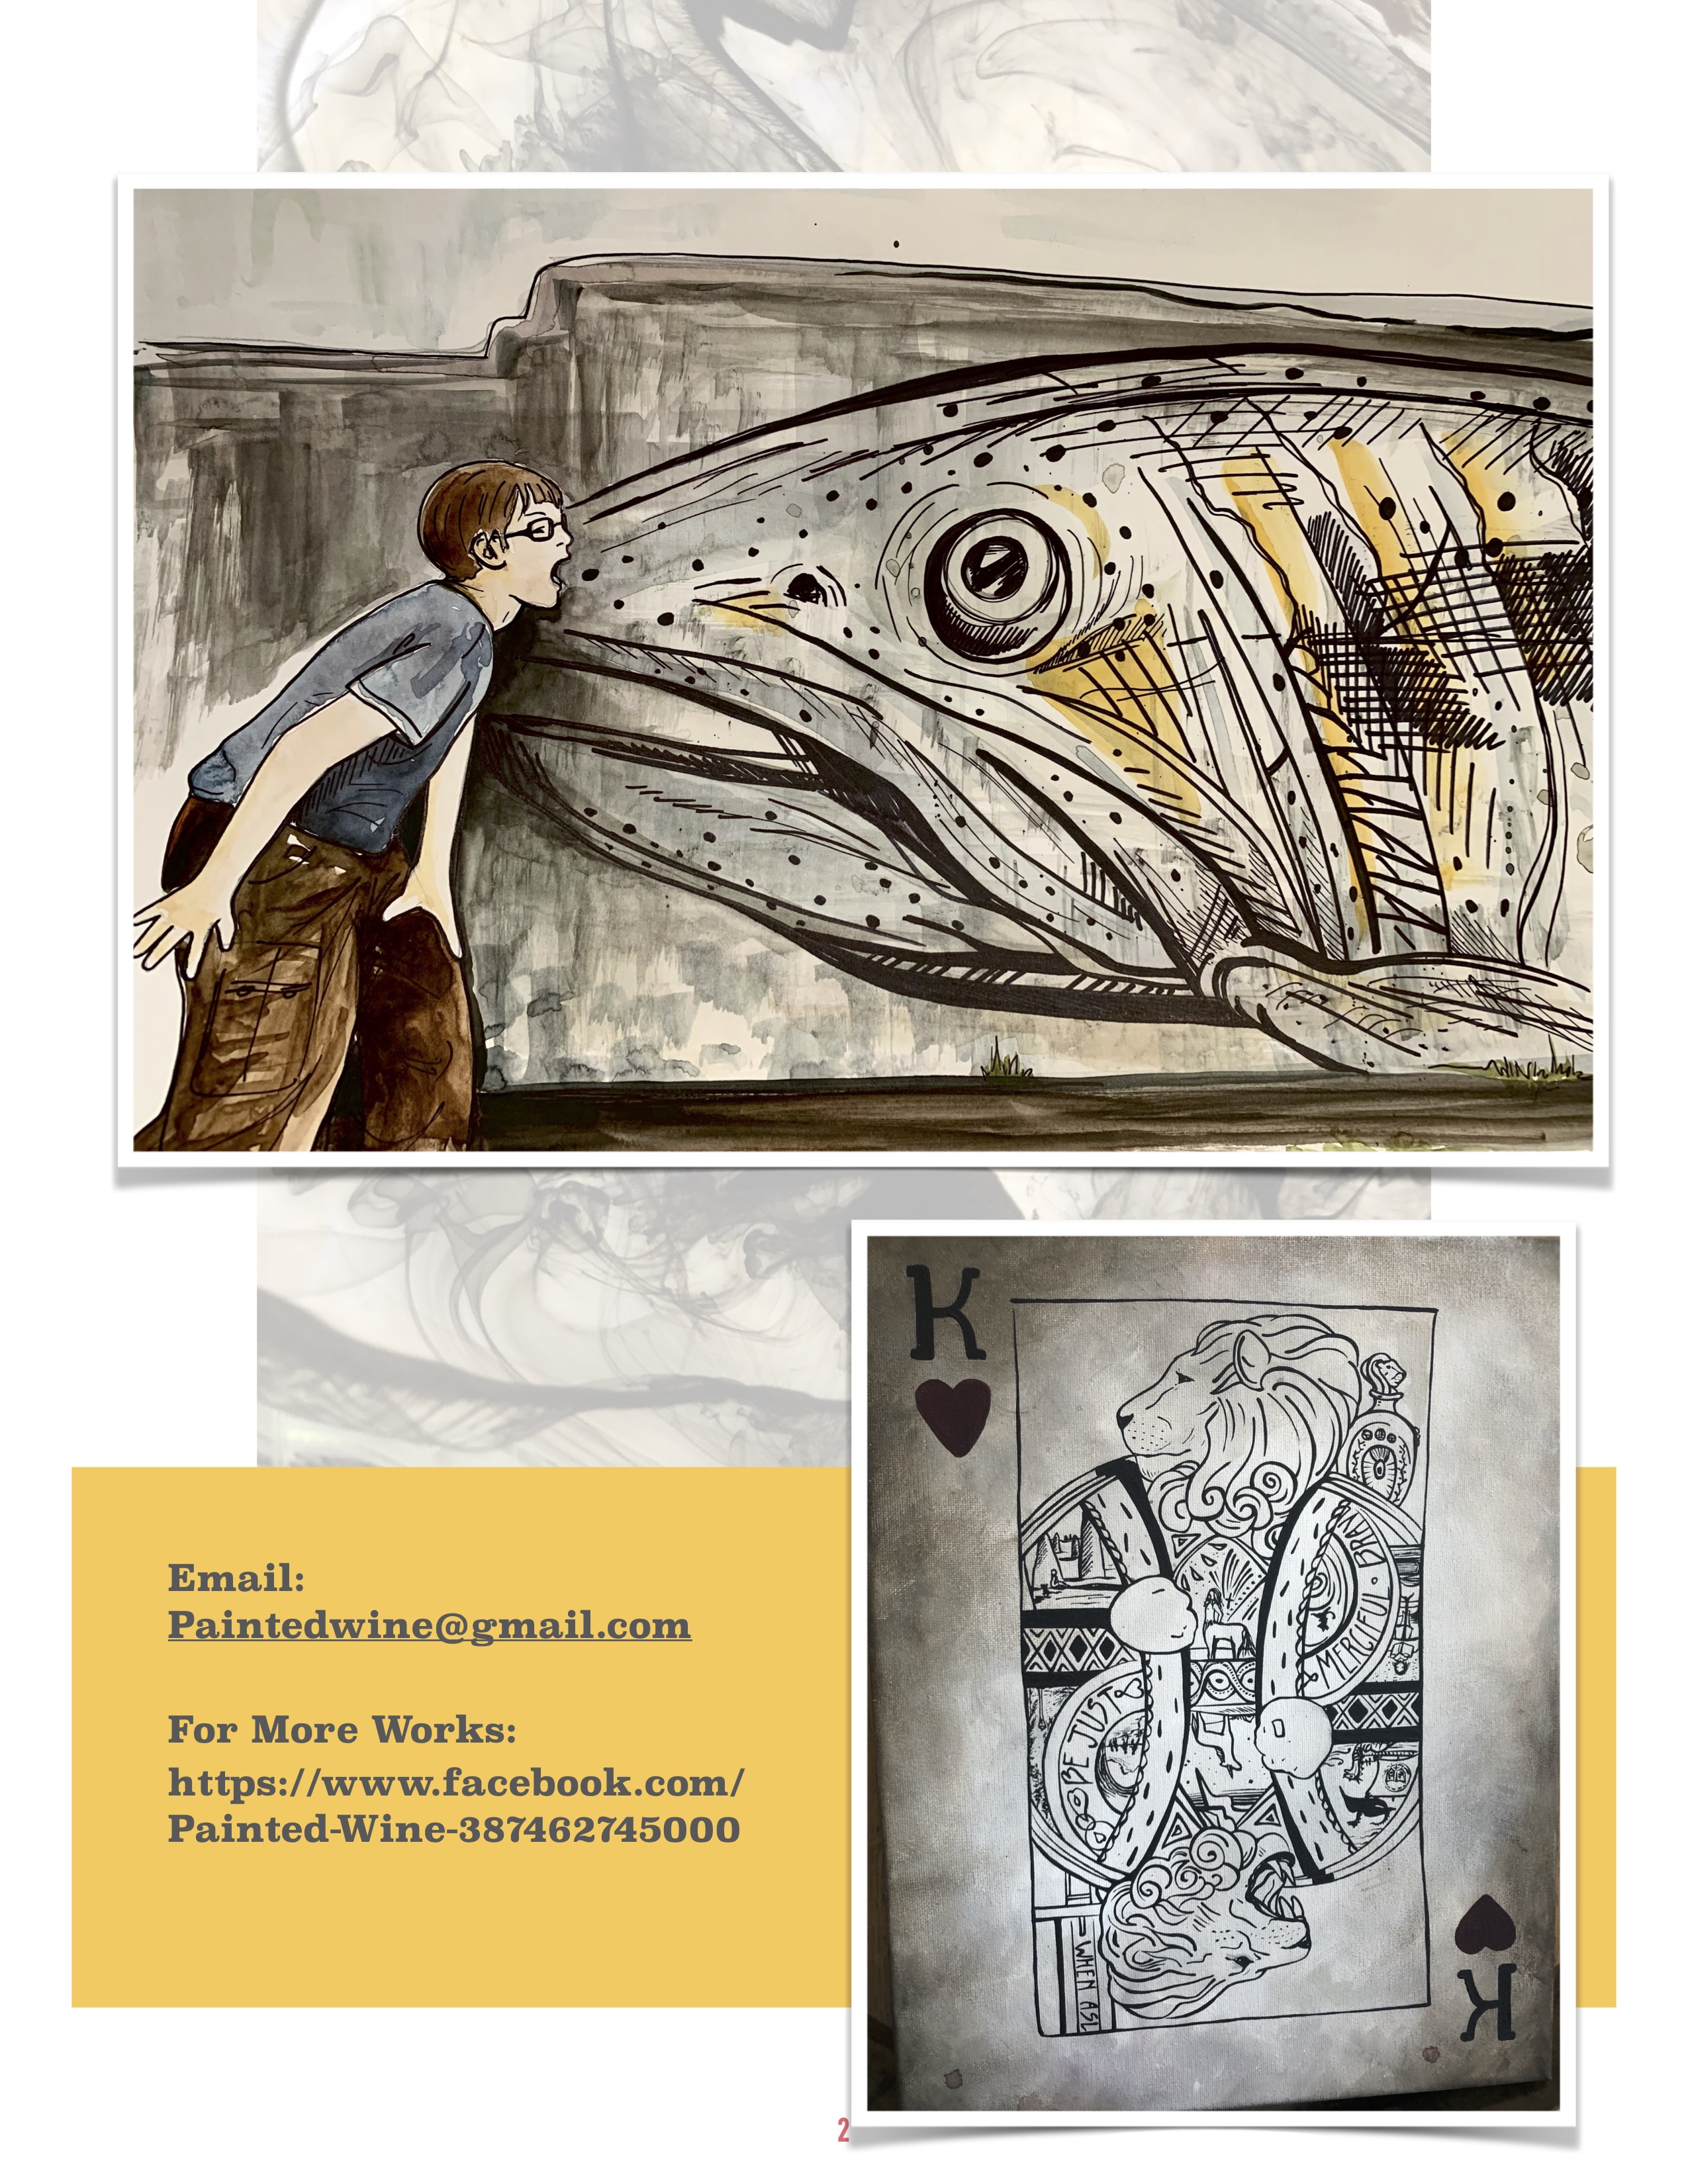 K
BRAN
MERCIFUL
BE JUST
WHEN ASL
Email:
Paintedwine@gmail.com
For More Works:
https://www.facebook.com/
Painted-Wine-387462745000
K
2